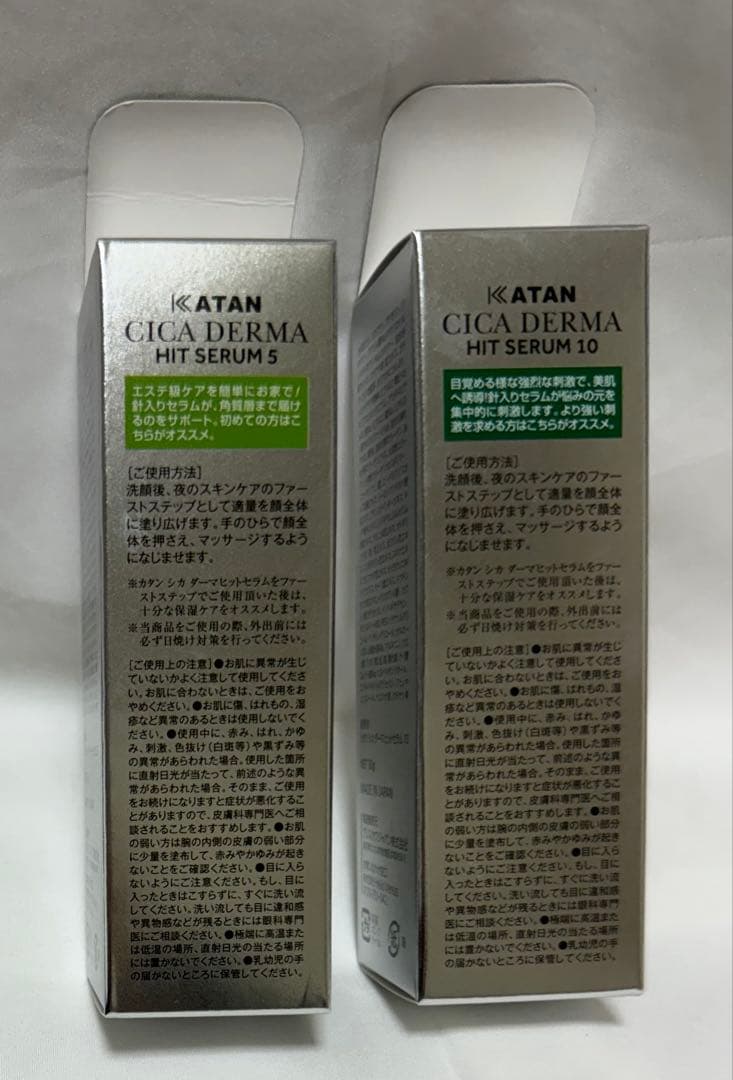 KATAN
CICA DERMA
HIT SERUM 5
エステ級ケアを簡単にお家で!
針入りセラムが、角質層まで届け
るのをサポート。初めての方はこ
ちらがオススメ。
［ご使用方法］
洗顔後、夜のスキンケアのファー
ストステップとして適量を顔全体
に塗り広げます。手のひらで顔全
体を押さえ、マッサージするよう
になじませます。
※カタン シカ ダーマヒットセラムをファー
ストステップでご使用頂いた後は、
十分な保湿ケアをオススメします。
※当商品をご使用の際、外出前には
必ず日焼け対策を行ってください。
［ご使用上の注意］●お肌に異常が生じ
ていないかよく注意して使用してくださ
い。お肌に合わないときは、ご使用をお
やめください。●お肌に傷、はれもの、湿
疹など異常のあるときは使用しないでく
ださい。●使用中に、赤み、はれ、かゆ
み、刺激、色抜け（白斑等）や黒ずみ等
の異常があらわれた場合。使用した箇所
に直射日光が当たって、前述のような異
常があらわれた場合。そのまま、ご使用
をお続けになりますと症状が悪化するこ
とがありますので、皮膚科専門医へご相
談されることをおすすめします。●お肌
の弱い方は腕の内側の皮膚の弱い部分
に少量を塗布して、赤みやかゆみが起き
ないことをご確認ください。●目に入ら
ないようにご注意ください。もし、目に
入ったときはこすらずに、すぐに洗い流
してください。洗い流しても目に違和感
や異物感などが残るときには眼科専門
医にご相談ください。●極端に高温また
は低温の場所、直射日光の当たる場所
には置かないでください。●乳幼児の手
の届かないところに保管してください。
KATAN
CICA DERMA
HIT SERUM 10
目覚める様な強烈な刺激で、美肌
へ誘導!針入りセラムが悩みの元を
集中的に刺激します。より強い刺
激を求める方はこちらがオススメ。
［ご使用方法］
洗顔後、夜のスキンケアのファー
ストステップとして適量を顔全体
に塗り広げます。手のひらで顔全
体を押さえ、マッサージするよう
になじませます。
※カタン シカ ダーマヒットセラムをファー
ストステップでご使用頂いた後は、
十分な保湿ケアをオススメします。
※当商品をご使用の際、外出前には
必ず日焼け対策を行ってください。
［ご使用上の注意］●お肌に異常が生じ
ていないかよく注意して使用してくださ
い。お肌に合わないときは、ご使用をお
やめください。●お肌に傷、はれもの、湿
疹など異常のあるときは使用しないでく
ださい。●使用中に、赤み、はれ、かゆ
み、刺激、色抜け（白斑等）や黒ずみ等
の異常があらわれた場合。使用した箇所
に直射日光が当たって、前述のような異
常があらわれた場合。そのまま、ご使用
をお続けになりますと症状が悪化するこ
とがありますので、皮膚科専門医へご相
談されることをおすすめします。●お肌
の弱い方は腕の内側の皮膚の弱い部分
に少量を塗布して、赤みやかゆみが起き
ないことをご確認ください。●目に入ら
ないようにご注意ください。もし、目に
入ったときはこすらずに、すぐに洗い流
してください。洗い流しても目に違和感
や異物感などが残るときには眼科専門
医にご相談ください。●極端に高温また
は低温の場所、直射日光の当たる場所
には置かないでください。●乳幼児の手
の届かないところに保管してください。